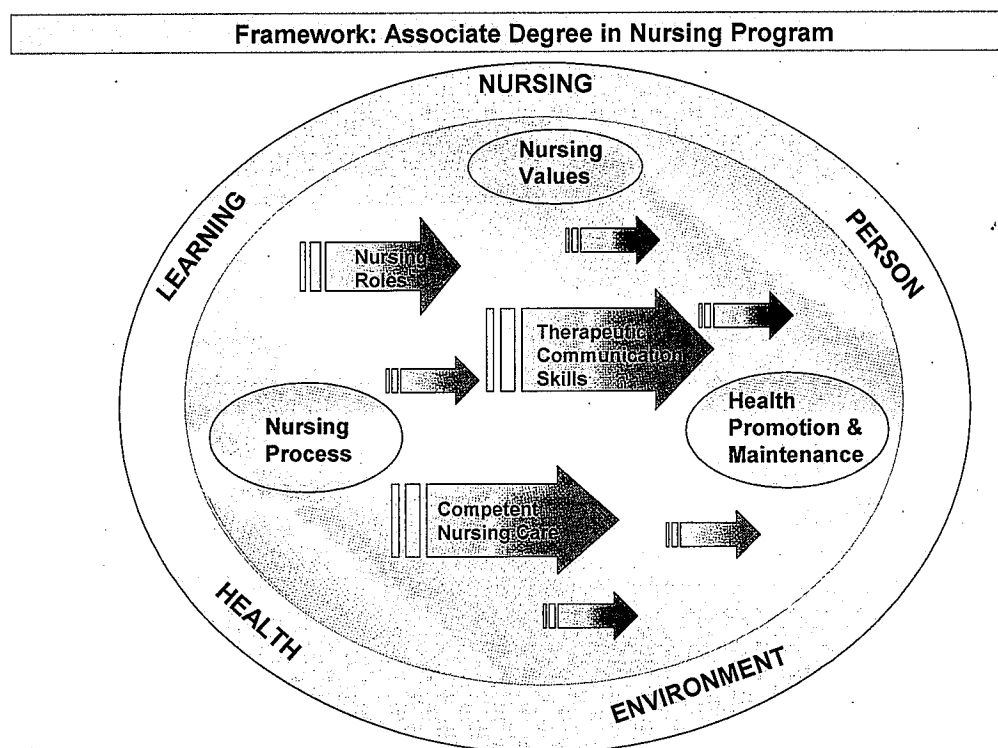 Framework: Associate Degree in Nursing Program
NURSING
LEARNING
PERSON
Nursing
Values
Nursing
Roles
Therapeutic
Communication
Skills
Nursing
Process
Health
Promotion &
Maintenance
Competent
Nursing Care
HEALTH
ENVIRONMENT